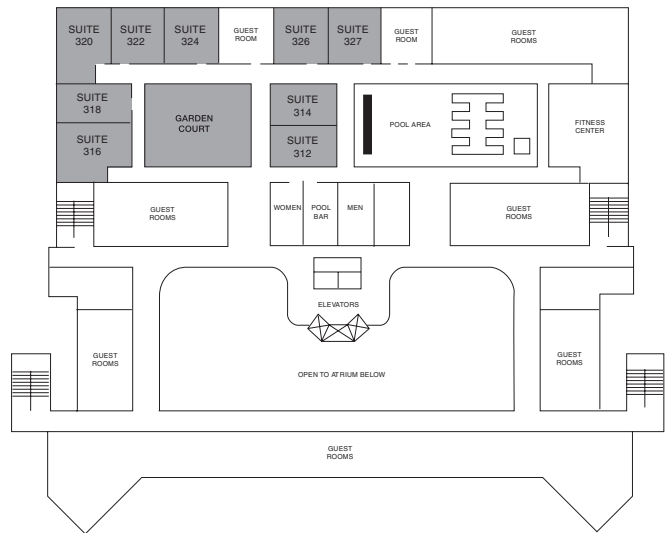 SUITE
320
SUITE
322
SUITE
324
GUEST
ROOM
SUITE
326
SUITE
327
GUEST
ROOM
GUEST
ROOMS
SUITE
318
SUITE
316
GARDEN
COURT
SUITE
314
SUITE
312
POOL AREA
FITNESS
CENTER
GUEST
ROOMS
WOMEN
POOL
BAR
MEN
GUEST
ROOMS
ELEVATORS
GUEST
ROOMS
GUEST
ROOMS
OPEN TO ATRIUM BELOW
GUEST
ROOMS